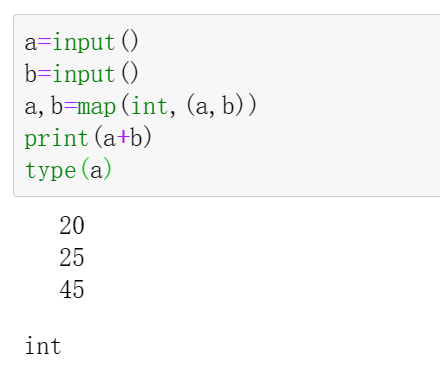 a=input()
b=input()
a,b=map(int,(a,b))
print(a+b)
type(a)
20
25
45
int